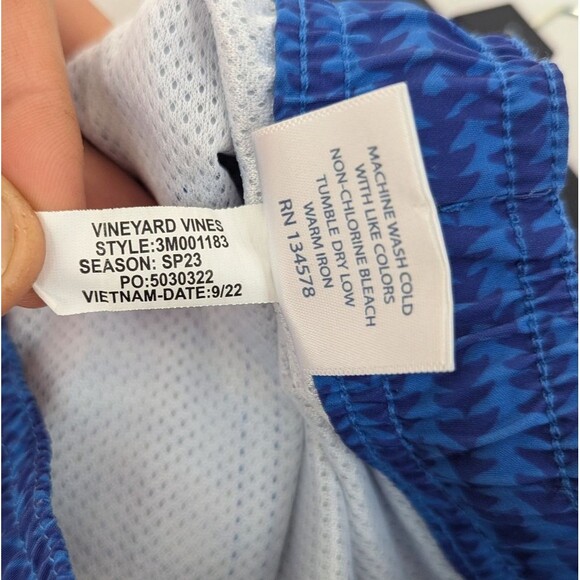 VINEYARD VINES
STYLE:3M001183
SEASON: SP23
PO:5030322
VIETNAM-DATE:9/22
MACHINE WASH COLD
WITH LIKE COLORS
NON-CHLORINE BLEACH
TUMBLE DRY LOW
WARM IRON
RN 134578